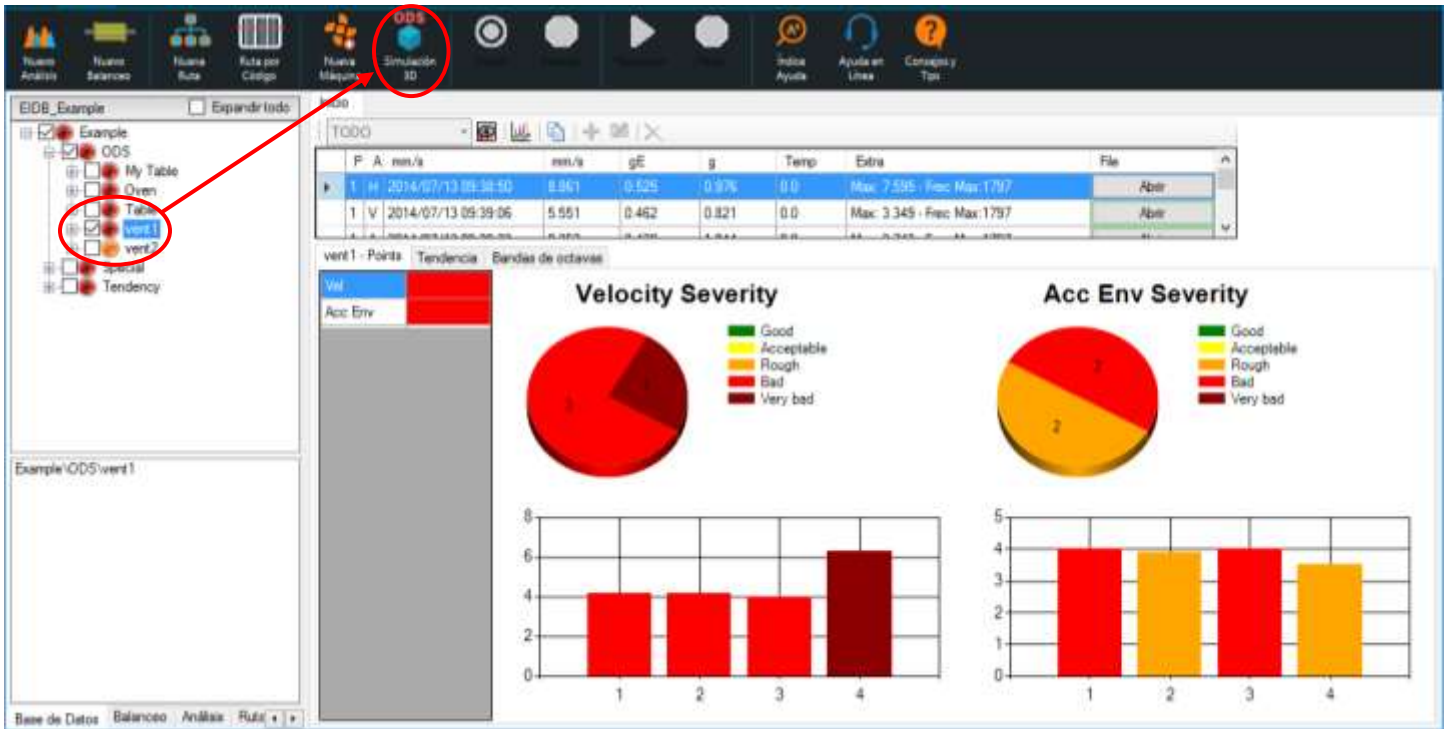 ODS
Nuevo Análisis
Nuevo Balanceo
Nueva Ruta
Ruta por Código
Nueva Máquina
Simulación 3D
Índice Ayuda
Ayuda en Línea
Consejos y Tips
EIDB_Example
Expandir todo
Example
ODS
My Table
Oven
Table
vent1
vent2
Special
Tendency
Example\ODS\vent1
Base de Datos Balanceo Análisis Ruta
Inicio
TODO
P A mm/s mm/s gE g Temp Extra File
1 H 2014/07/13 09:38:50 8.961 0.525 0.976 0.0 Max: 7.595 - Frec Max:1797 Abrir
1 V 2014/07/13 09:39:06 5.551 0.462 0.821 0.0 Max: 3.345 - Frec Max:1797 Abrir
vent1 - Points Tendencia Bandas de octavas
Vel
Acc Env
Velocity Severity
Good
Acceptable
Rough
Bad
Very bad
3
1
8
6
4
2
0
1 2 3 4
Acc Env Severity
Good
Acceptable
Rough
Bad
Very bad
2
2
5
4
3
2
1
0
1 2 3 4